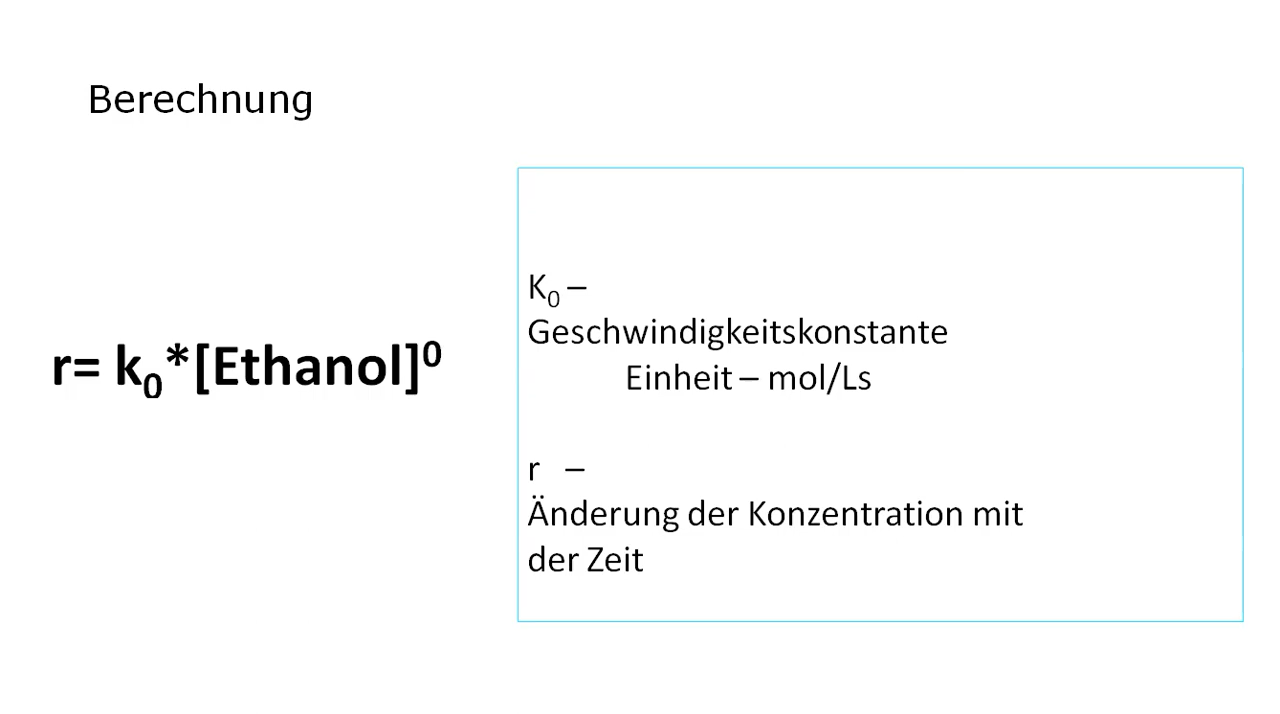 Berechnung
r= k₀*[Ethanol]⁰
K₀ –
Geschwindigkeitskonstante
Einheit – mol/Ls
r –
Änderung der Konzentration mit
der Zeit